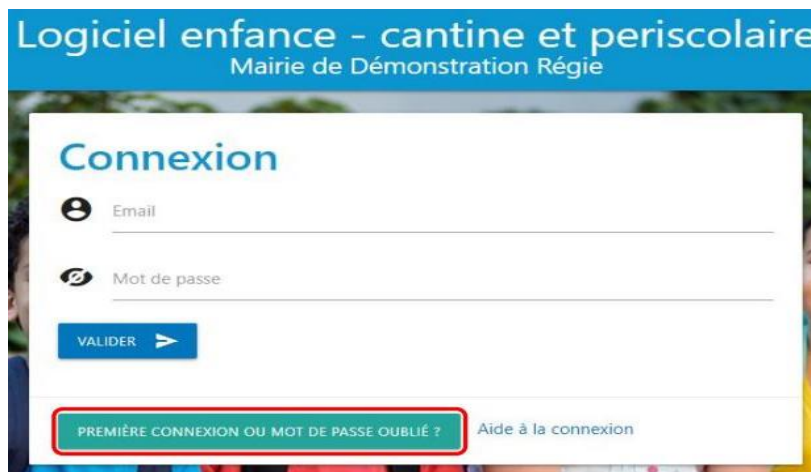 Logiciel enfance - cantine et periscolaire
Mairie de Démonstration Régie
Connexion
Email
Mot de passe
VALIDER
PREMIÈRE CONNEXION OU MOT DE PASSE OUBLIÉ ?
Aide à la connexion